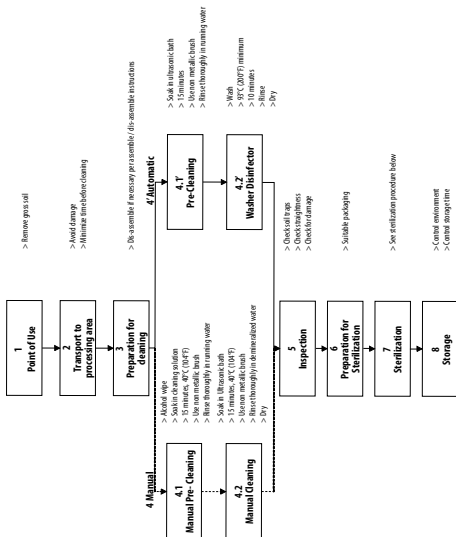 1
Point of Use
> Remove gross soil
2
Transport to
processing area
> Avoid damage
> Minimize time before cleaning
3
Preparation for
cleaning
> Dis-assemble if necessary per assemble / dis-assemble instructions
4 Manual
4.1
Manual Pre- Cleaning
> Alcohol wipe
> Soak in cleaning solution
> 15 minutes, 40°C (104°F)
> Use non metallic brush
> Rinse thoroughly in running water
4.2
Manual Cleaning
> Soak in Ultrasonic bath
> 15 minutes, 40°C (104°F)
> Use non metallic brush
> Rinse thoroughly in demineralized water
> Dry
4' Automatic
4.1'
Pre-Cleaning
> Soak in ultrasonic bath
> 15 minutes
> Use non metallic brush
> Rinse thoroughly in running water
4.2'
Washer Disinfector
> Wash
> 93°C (200°F) minimum
> 10 minutes
> Rinse
> Dry
5
Inspection
> Check soil traps
> Check straightness
> Check for damage
6
Preparation for
Sterilization
> Suitable packaging
7
Sterilization
> See sterilization procedure below
8
Storage
> Control environment
> Control storage time